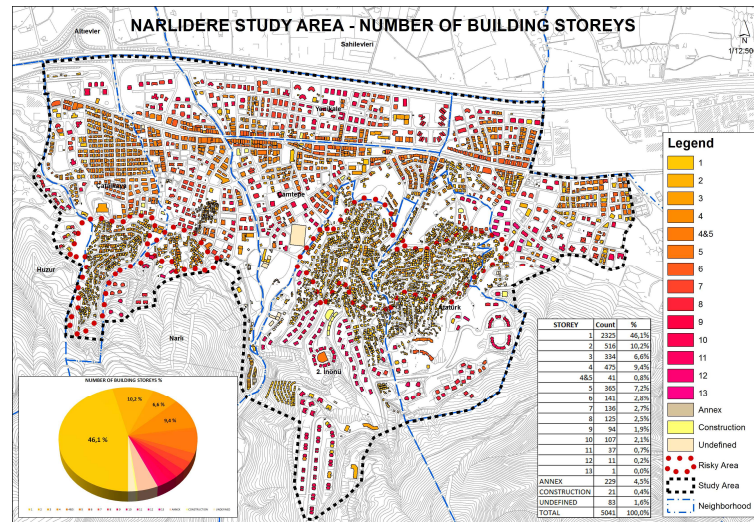 NARLIDERE STUDY AREA - NUMBER OF BUILDING STOREYS
Altıevler
Sahilevleri
N
1/12,500
Yenikale
Çatalkaya
Çamtepe
Huzur
Narlı
Atatürk
2. İnönü
Legend
1
2
3
4
4&5
5
6
7
8
9
10
11
12
13
Annex
Construction
Undefined
Risky Area
Study Area
Neighborhood
STOREY Count %
1 2325 46,1%
2 516 10,2%
3 334 6,6%
4 475 9,4%
4&5 41 0,8%
5 365 7,2%
6 141 2,8%
7 136 2,7%
8 125 2,5%
9 94 1,9%
10 107 2,1%
11 37 0,7%
12 11 0,2%
13 1 0,0%
ANNEX 229 4,5%
CONSTRUCTION 21 0,4%
UNDEFINED 83 1,6%
TOTAL 5041 100,0%
NUMBER OF BUILDING STOREYS %
10,2 %
6,6 %
9,4 %
46,1 %